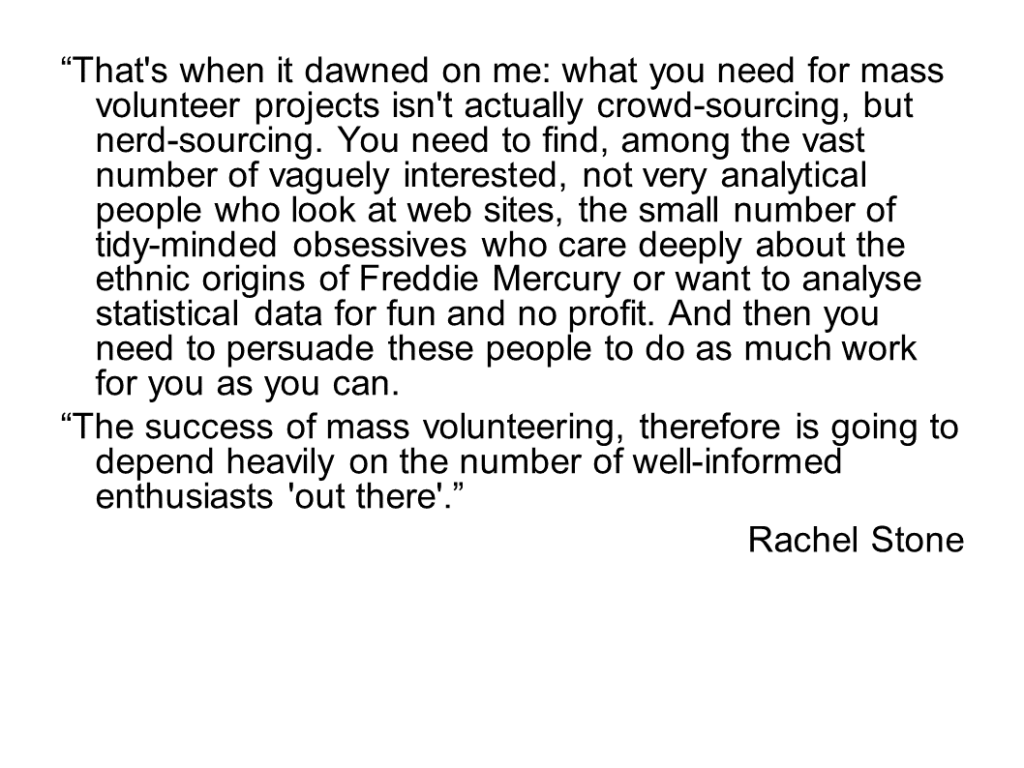 “That's when it dawned on me: what you need for mass
volunteer projects isn't actually crowd-sourcing, but
nerd-sourcing. You need to find, among the vast
number of vaguely interested, not very analytical
people who look at web sites, the small number of
tidy-minded obsessives who care deeply about the
ethnic origins of Freddie Mercury or want to analyse
statistical data for fun and no profit. And then you
need to persuade these people to do as much work
for you as you can.
“The success of mass volunteering, therefore is going to
depend heavily on the number of well-informed
enthusiasts 'out there'.”
Rachel Stone